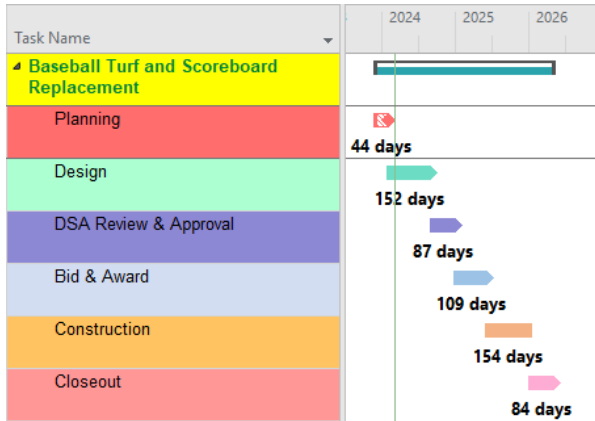 2024 2025 2026
Task Name
Baseball Turf and Scoreboard
Replacement
Planning
44 days
Design
152 days
DSA Review & Approval
87 days
Bid & Award
109 days
Construction
154 days
Closeout
84 days